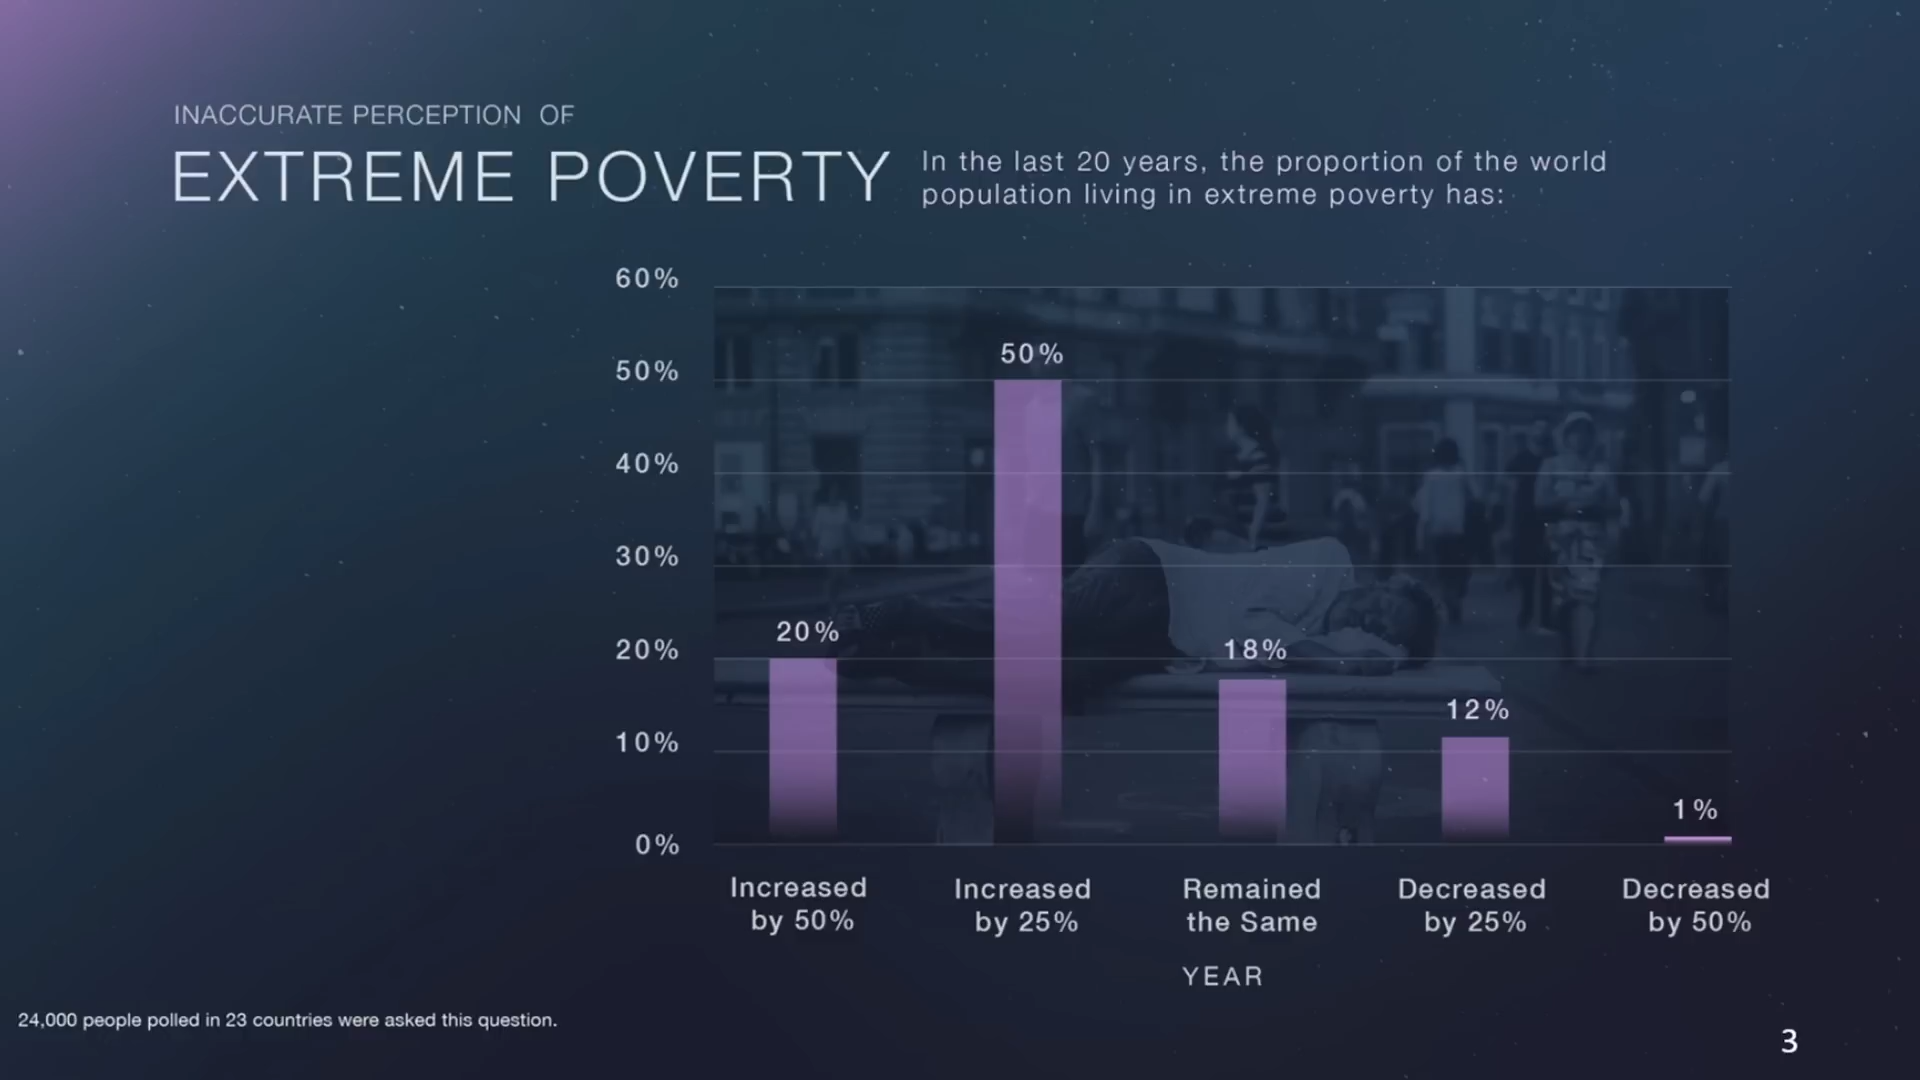 INACCURATE PERCEPTION OF
EXTREME POVERTY
In the last 20 years, the proportion of the world
population living in extreme poverty has:
60%
50%
40%
30%
20%
10%
0%
20%
50%
18%
12%
1%
Increased
by 50%
Increased
by 25%
Remained
the Same
Decreased
by 25%
Decreased
by 50%
YEAR
24,000 people polled in 23 countries were asked this question.
3